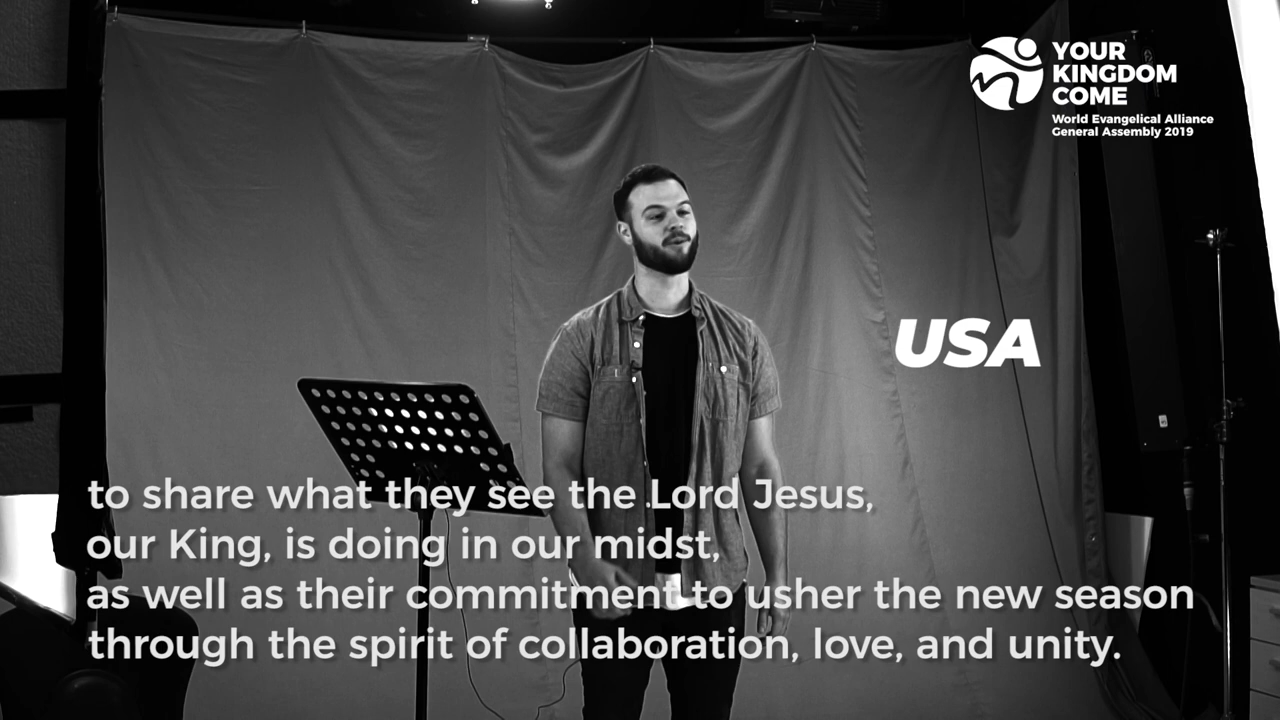 YOUR
KINGDOM
COME
World Evangelical Alliance
General Assembly 2019
USA
to share what they see the Lord Jesus,
our King, is doing in our midst,
as well as their commitment to usher the new season
through the spirit of collaboration, love, and unity.